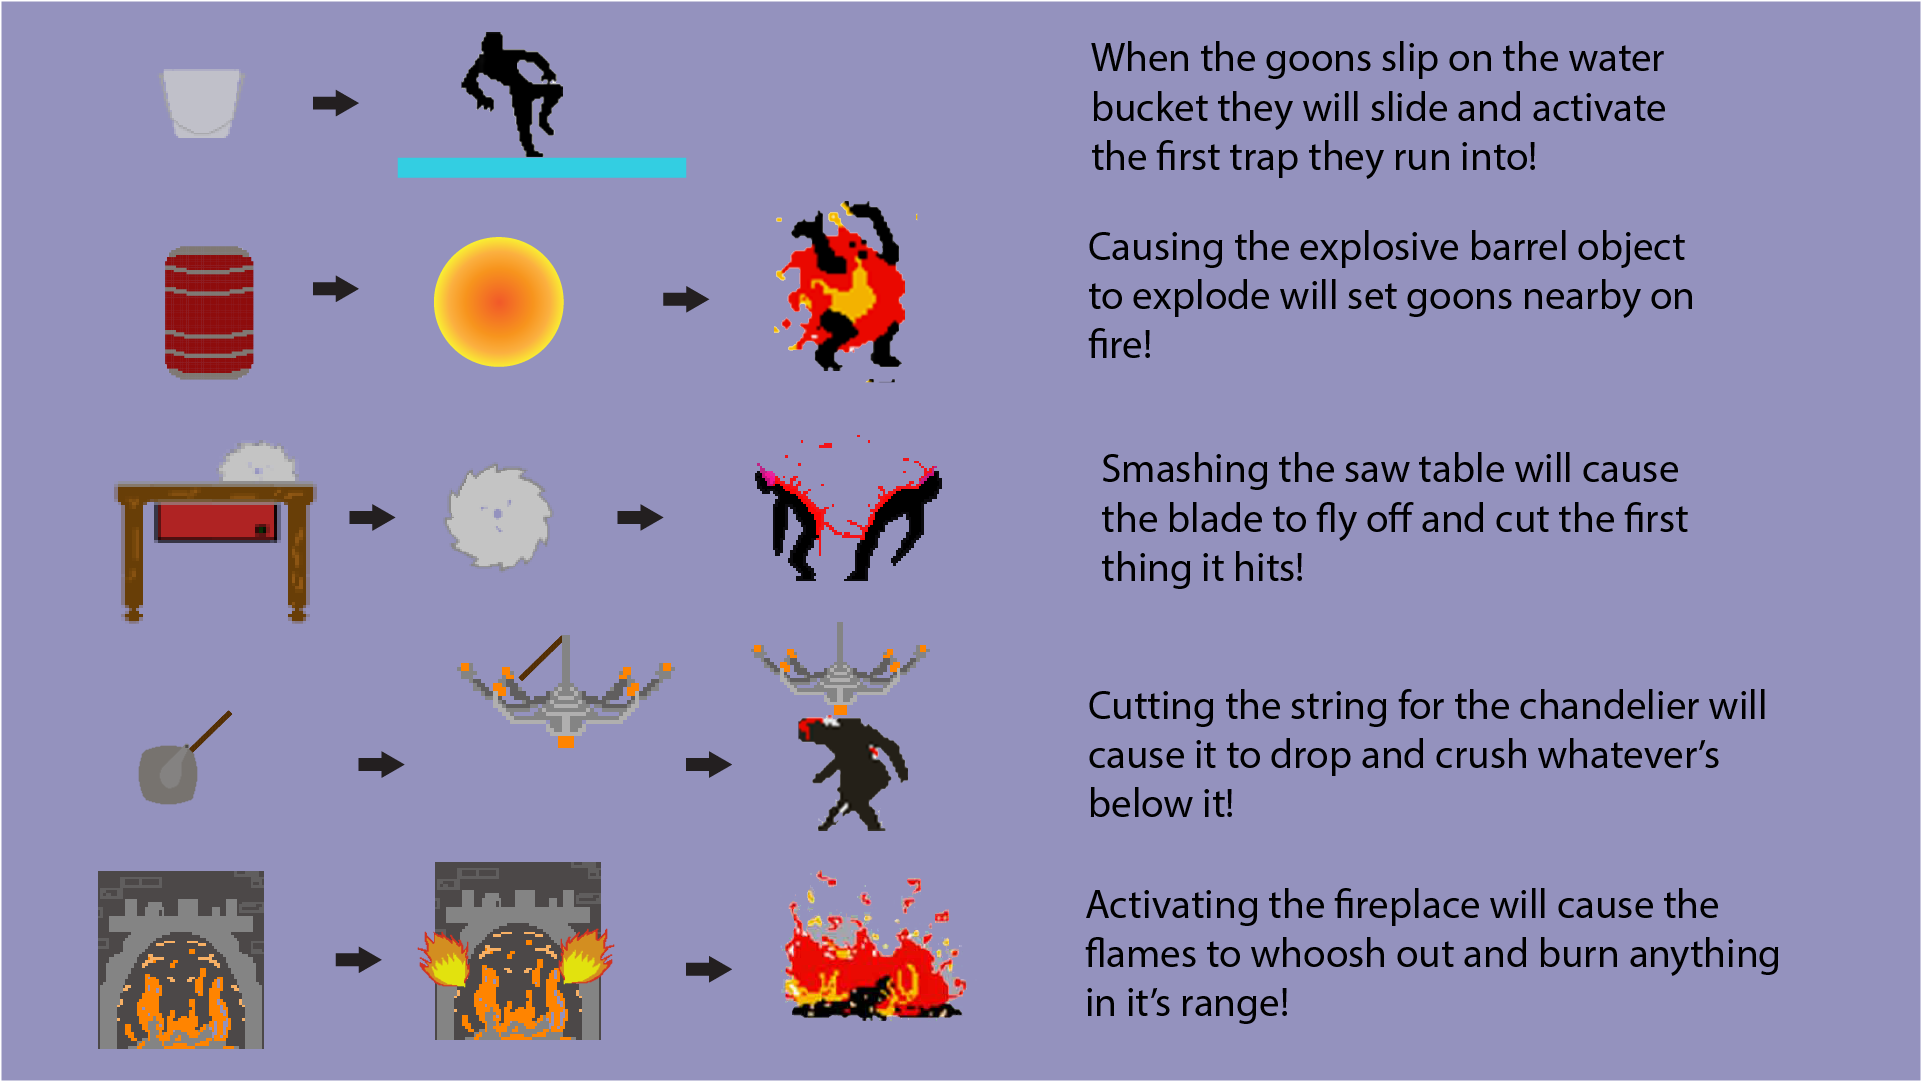 When the goons slip on the water
bucket they will slide and activate
the first trap they run into!
Causing the explosive barrel object
to explode will set goons nearby on
fire!
Smashing the saw table will cause
the blade to fly off and cut the first
thing it hits!
Cutting the string for the chandelier will
cause it to drop and crush whatever’s
below it!
Activating the fireplace will cause the
flames to whoosh out and burn anything
in it’s range!